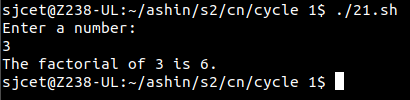 sjcet@Z238-UL:~/ashin/s2/cn/cycle 1$ ./21.sh
Enter a number:
3
The factorial of 3 is 6.
sjcet@Z238-UL:~/ashin/s2/cn/cycle 1$